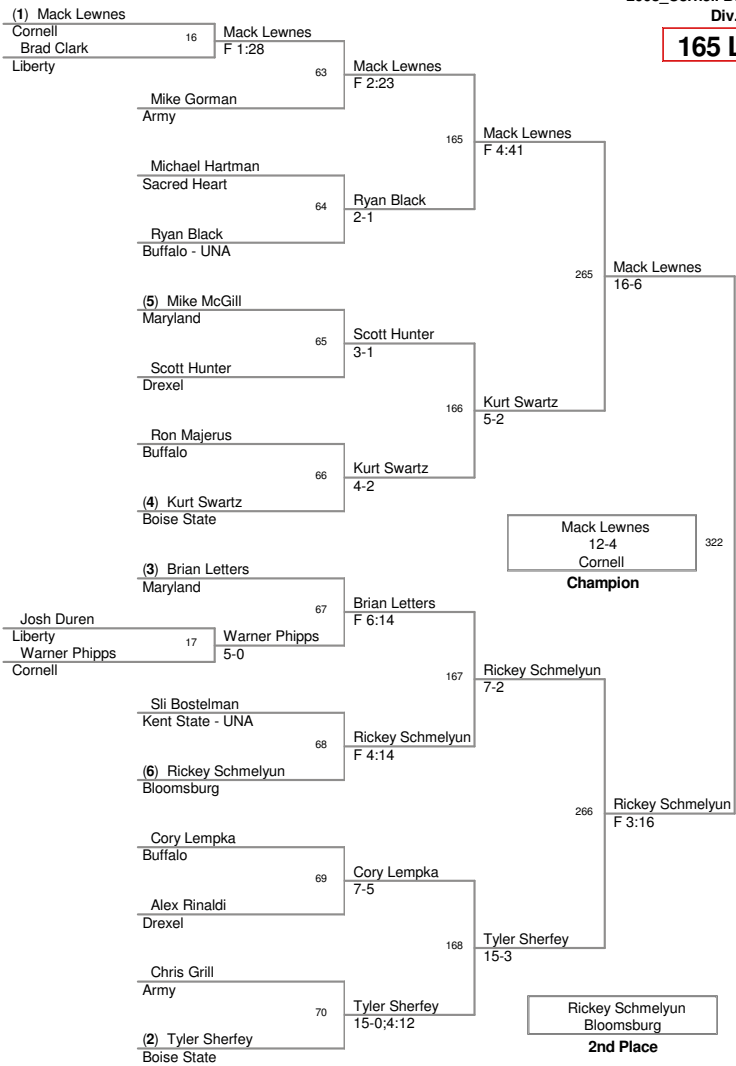 Div.
165 L
(1) Mack Lewnes
Cornell
16
Brad Clark
Liberty
Mack Lewnes
F 1:28
63
Mike Gorman
Army
Mack Lewnes
F 2:23
165
Michael Hartman
Sacred Heart
64
Ryan Black
Buffalo - UNA
Ryan Black
2-1
Mack Lewnes
F 4:41
265
(5) Mike McGill
Maryland
65
Scott Hunter
Drexel
Scott Hunter
3-1
166
Ron Majerus
Buffalo
66
(4) Kurt Swartz
Boise State
Kurt Swartz
4-2
Kurt Swartz
5-2
Mack Lewnes
16-6
Mack Lewnes
12-4
Cornell
322
Champion
(3) Brian Letters
Maryland
67
Josh Duren
Liberty
17
Warner Phipps
Cornell
Warner Phipps
5-0
Brian Letters
F 6:14
167
Sli Bostelman
Kent State - UNA
68
(6) Rickey Schmelyun
Bloomsburg
Rickey Schmelyun
F 4:14
Rickey Schmelyun
7-2
266
Rickey Schmelyun
F 3:16
Cory Lempka
Buffalo
69
Alex Rinaldi
Drexel
Cory Lempka
7-5
168
Chris Grill
Army
70
(2) Tyler Sherfey
Boise State
Tyler Sherfey
15-0;4:12
Tyler Sherfey
15-3
Rickey Schmelyun
Bloomsburg
2nd Place